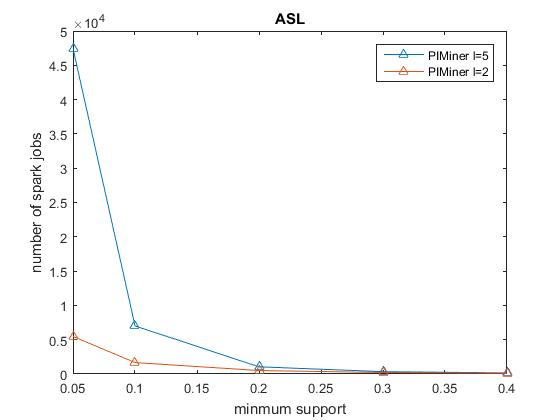 ASL
×10⁴
5
4.5
4
3.5
3
2.5
2
1.5
1
0.5
0
number of spark jobs
PIMiner l=5
PIMiner l=2
0.05 0.1 0.15 0.2 0.25 0.3 0.35 0.4
minmum support